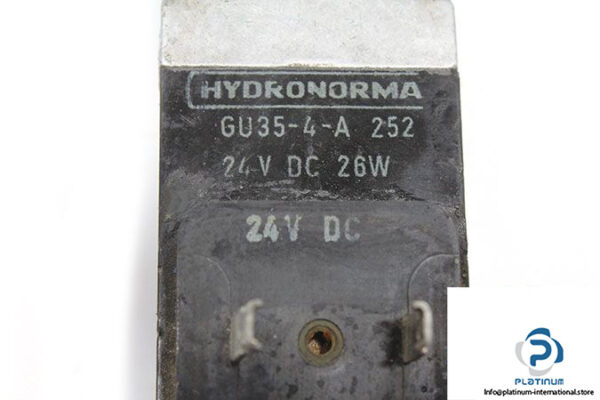 HYDRONORMA
GU35-4-A 252
24V DC 26W
24V DC
PLATINUM
info@platinum-international.store